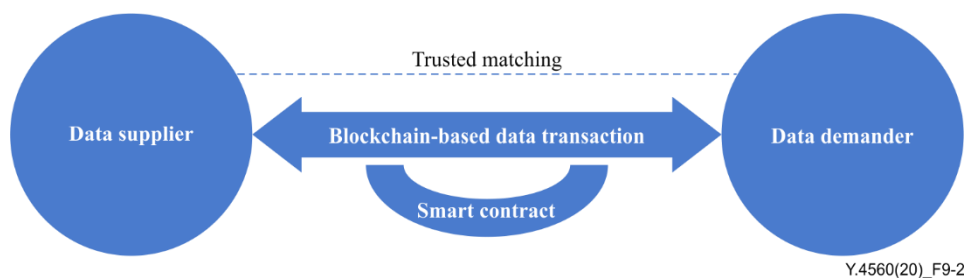 Trusted matching
Data supplier
Blockchain-based data transaction
Data demander
Smart contract
Y.4560(20)_F9-2